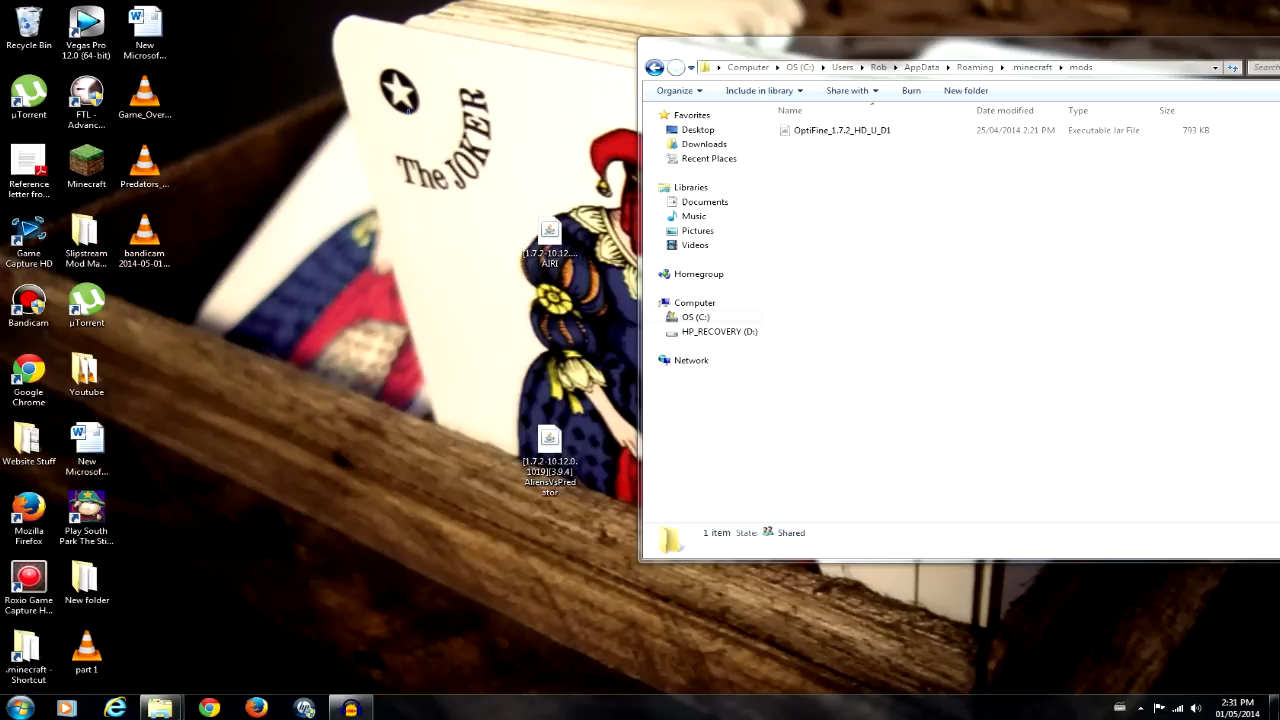 Recycle Bin
Vegas Pro
12.0 (64-bit)
New
Microsof...
µTorrent
FTL -
Advanc...
Game_Over...
Reference
letter fro...
Minecraft
Predators_...
Game
Capture HD
Slipstream
Mod Ma...
bandicam
2014-05-01...
Bandicam
µTorrent
Google
Chrome
Youtube
Website Stuff
New
Microsof...
Mozilla
Firefox
Play South
Park The Sti...
Roxio Game
Capture H...
New folder
.minecraft -
Shortcut
part 1
The JOKER
[1.7.2-10.12....
AIRI
[1.7.2-10.12.0.
1019][3.9.4]
AliensVsPred
ator
Computer OS (C:) Users Rob AppData Roaming .minecraft mods
Search
Organize Include in library Share with Burn New folder
Name Date modified Type Size
OptiFine_1.7.2_HD_U_D1 25/04/2014 2:21 PM Executable Jar File 793 KB
Favorites
Desktop
Downloads
Recent Places
Libraries
Documents
Music
Pictures
Videos
Homegroup
Computer
OS (C:)
HP_RECOVERY (D:)
Network
1 item State: Shared
2:31 PM
01/05/2014